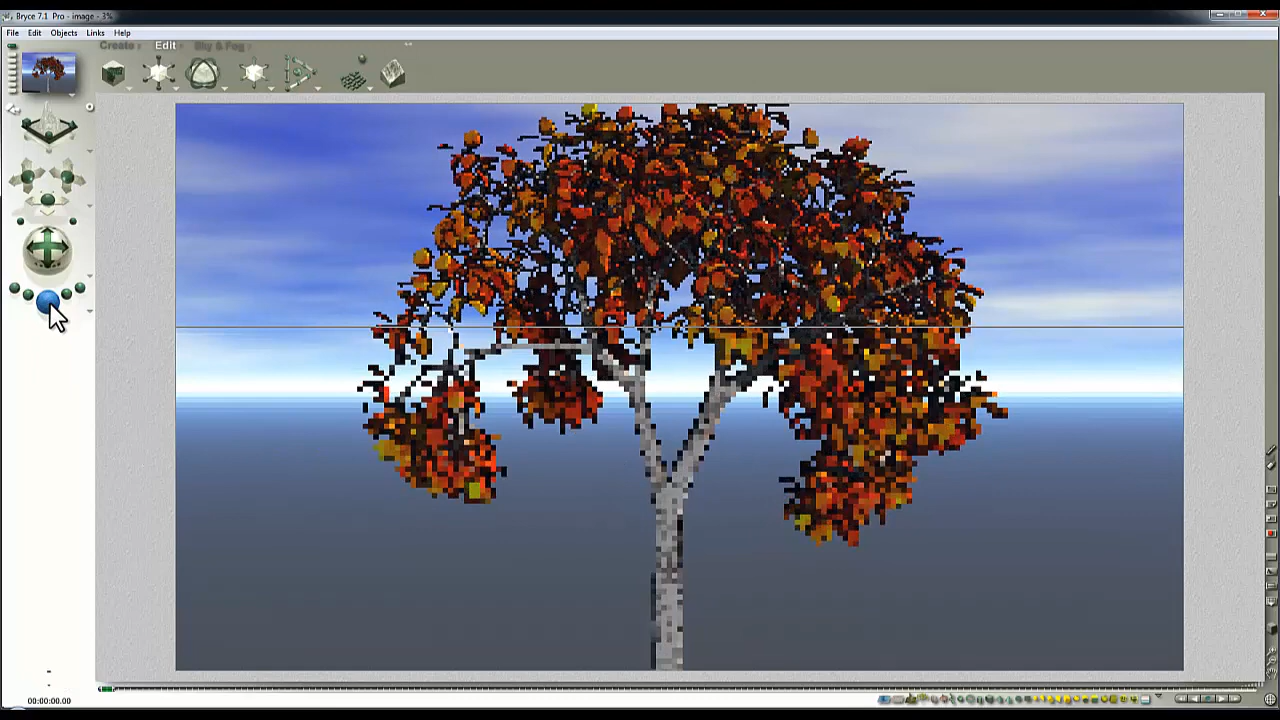 Bryce 7.1 Pro - image - 3%
File Edit Objects Links Help
Create Edit Sky & Fog
00:00:00.00